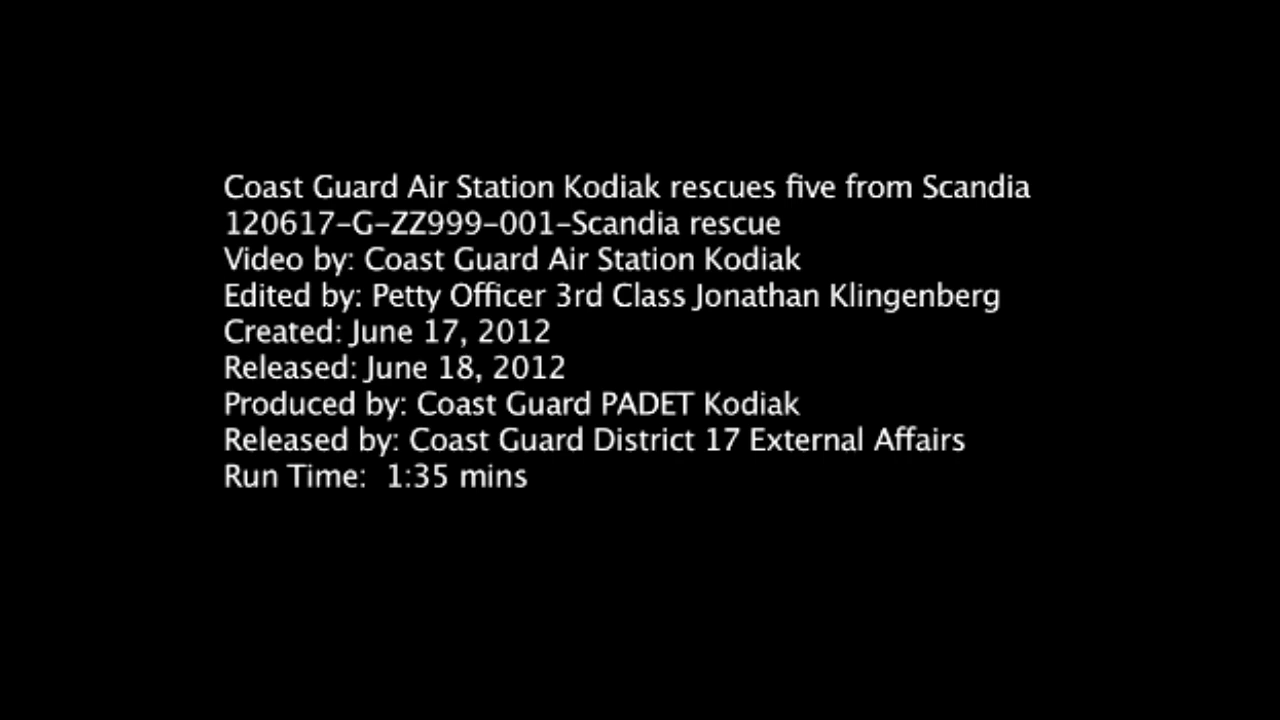 Coast Guard Air Station Kodiak rescues five from Scandia
120617-G-ZZ999-001-Scandia rescue
Video by: Coast Guard Air Station Kodiak
Edited by: Petty Officer 3rd Class Jonathan Klingenberg
Created: June 17, 2012
Released: June 18, 2012
Produced by: Coast Guard PADET Kodiak
Released by: Coast Guard District 17 External Affairs
Run Time:  1:35 mins